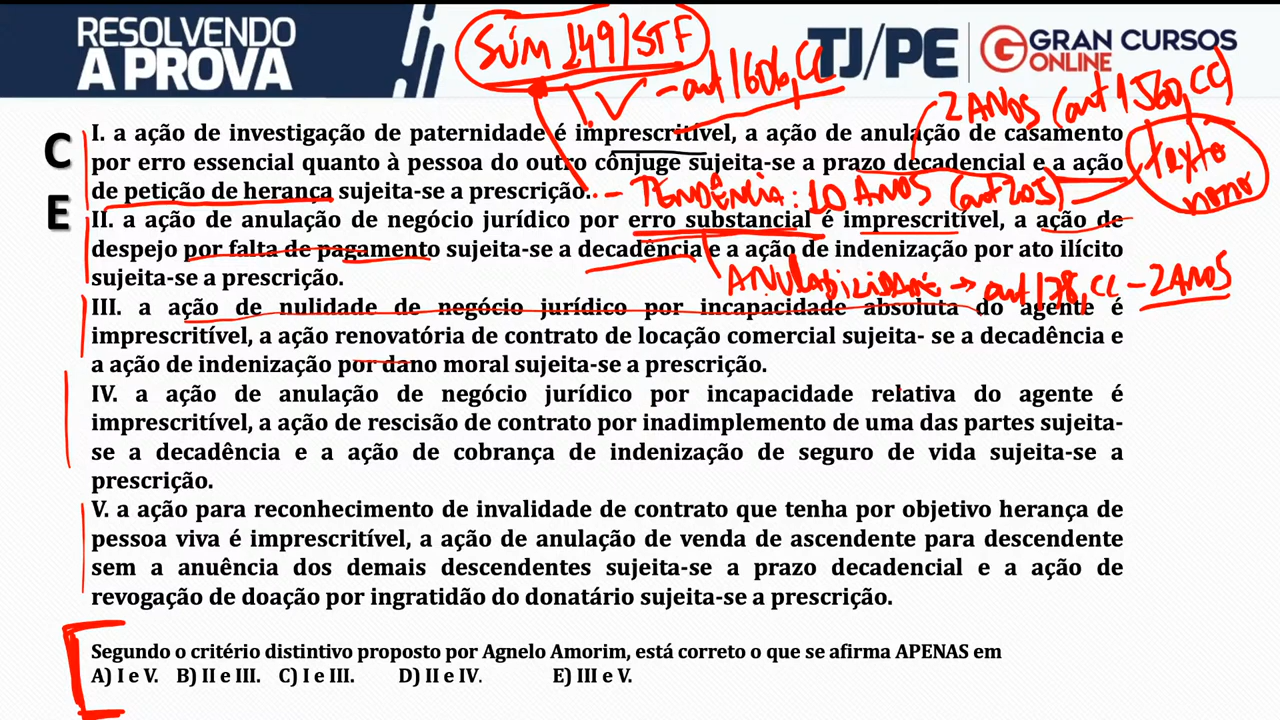 RESOLVENDO
A PROVA
SÚM 149/STF
TJ/PE
GRAN CURSOS
ONLINE
I. V - art 1606, CC
2 ANOS (art 1560, CC)
C
E
I. a ação de investigação de paternidade é imprescritível, a ação de anulação de casamento
por erro essencial quanto à pessoa do outro cônjuge sujeita-se a prazo decadencial e a ação
de petição de herança sujeita-se a prescrição.
- TENDÊNCIA: 10 ANOS (art 205)
texto
II. a ação de anulação de negócio jurídico por erro substancial é imprescritível, a ação de
despejo por falta de pagamento sujeita-se a decadência e a ação de indenização por ato ilícito
sujeita-se a prescrição.
ANULABILIDADE → art 178, CC - 2 ANOS
III. a ação de nulidade de negócio jurídico por incapacidade absoluta do agente é
imprescritível, a ação renovatória de contrato de locação comercial sujeita- se a decadência e
a ação de indenização por dano moral sujeita-se a prescrição.
IV. a ação de anulação de negócio jurídico por incapacidade relativa do agente é
imprescritível, a ação de rescisão de contrato por inadimplemento de uma das partes sujeita-
se a decadência e a ação de cobrança de indenização de seguro de vida sujeita-se a
prescrição.
V. a ação para reconhecimento de invalidade de contrato que tenha por objetivo herança de
pessoa viva é imprescritível, a ação de anulação de venda de ascendente para descendente
sem a anuência dos demais descendentes sujeita-se a prazo decadencial e a ação de
revogação de doação por ingratidão do donatário sujeita-se a prescrição.
Segundo o critério distintivo proposto por Agnelo Amorim, está correto o que se afirma APENAS em
A) I e V. B) II e III. C) I e III. D) II e IV. E) III e V.